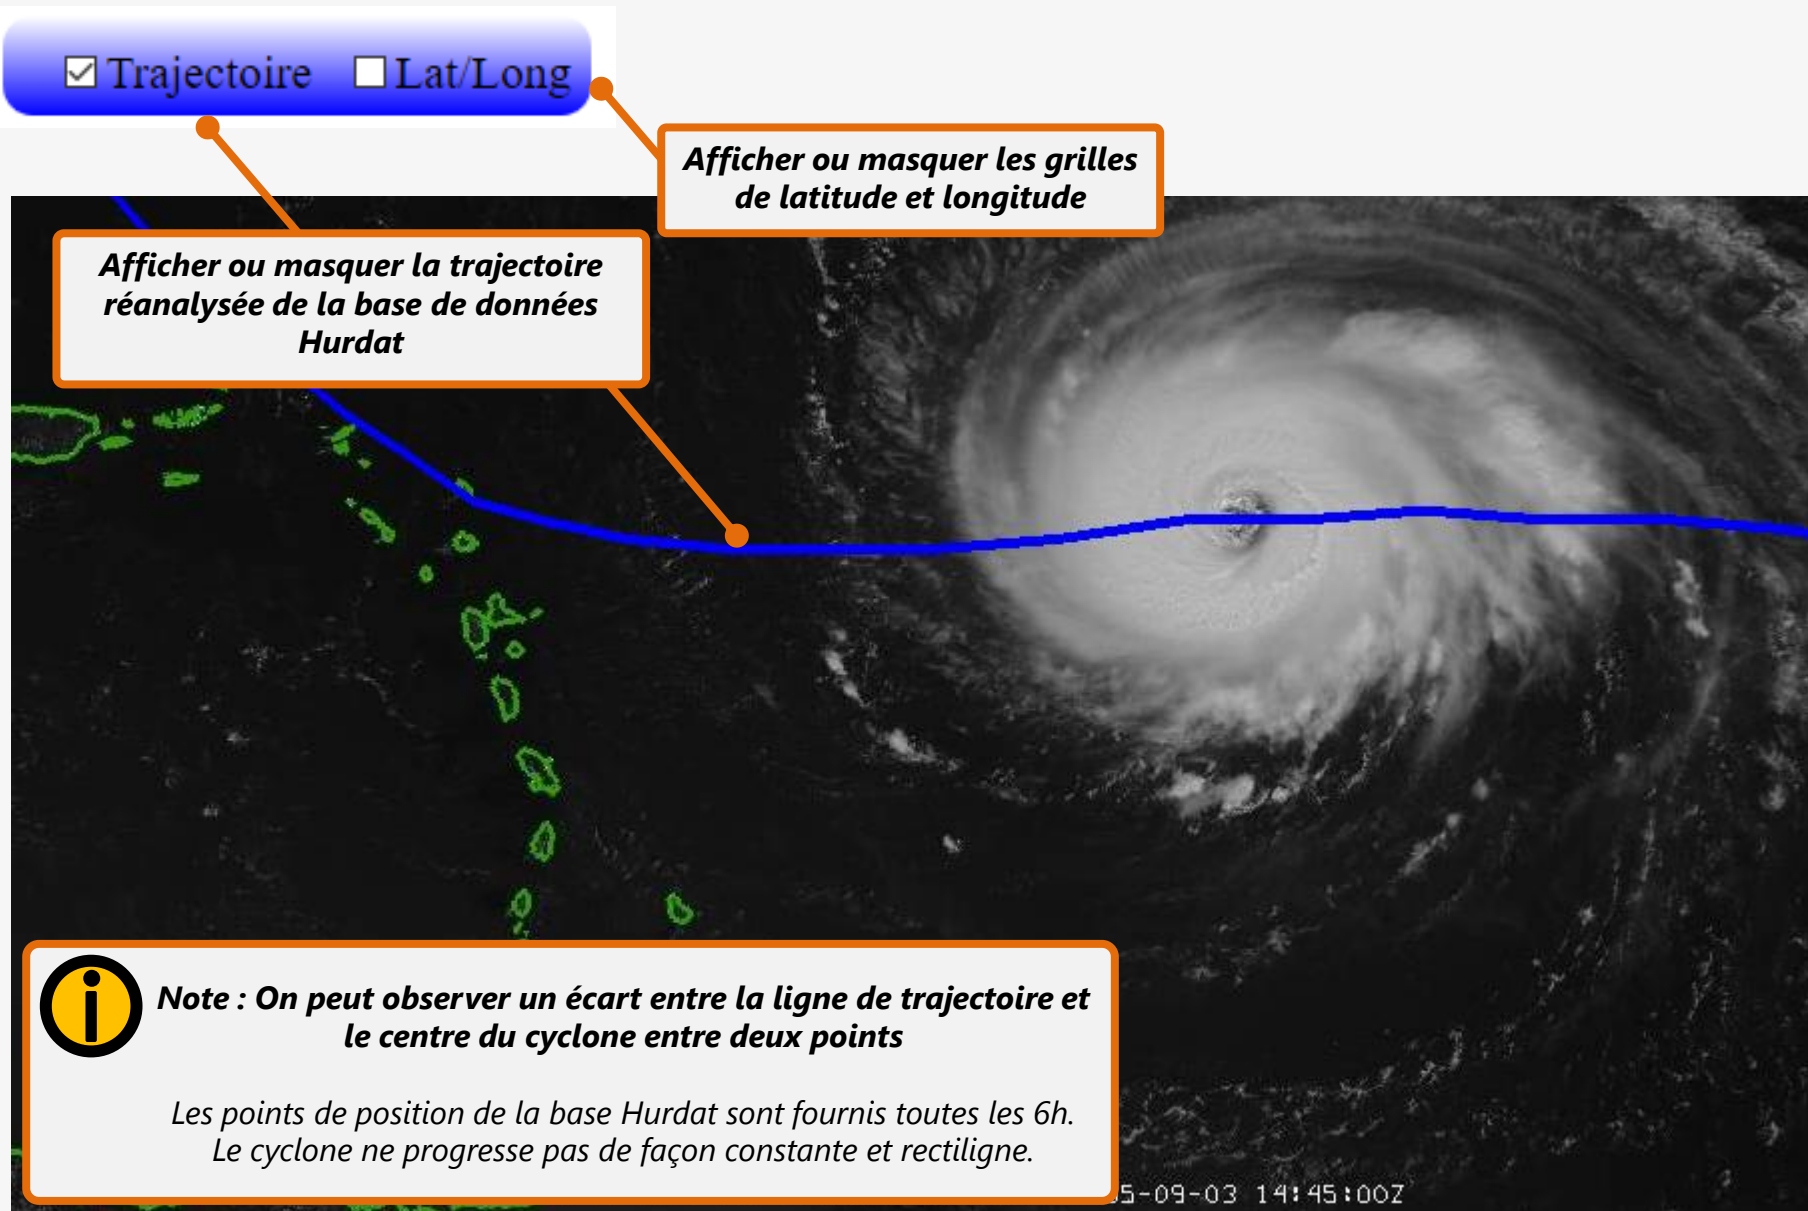 Trajectoire Lat/Long
Afficher ou masquer les grilles
de latitude et longitude
Afficher ou masquer la trajectoire
réanalysée de la base de données
Hurdat
Note : On peut observer un écart entre la ligne de trajectoire et
le centre du cyclone entre deux points
Les points de position de la base Hurdat sont fournis toutes les 6h.
Le cyclone ne progresse pas de façon constante et rectiligne.
5-09-03 14:45:00Z